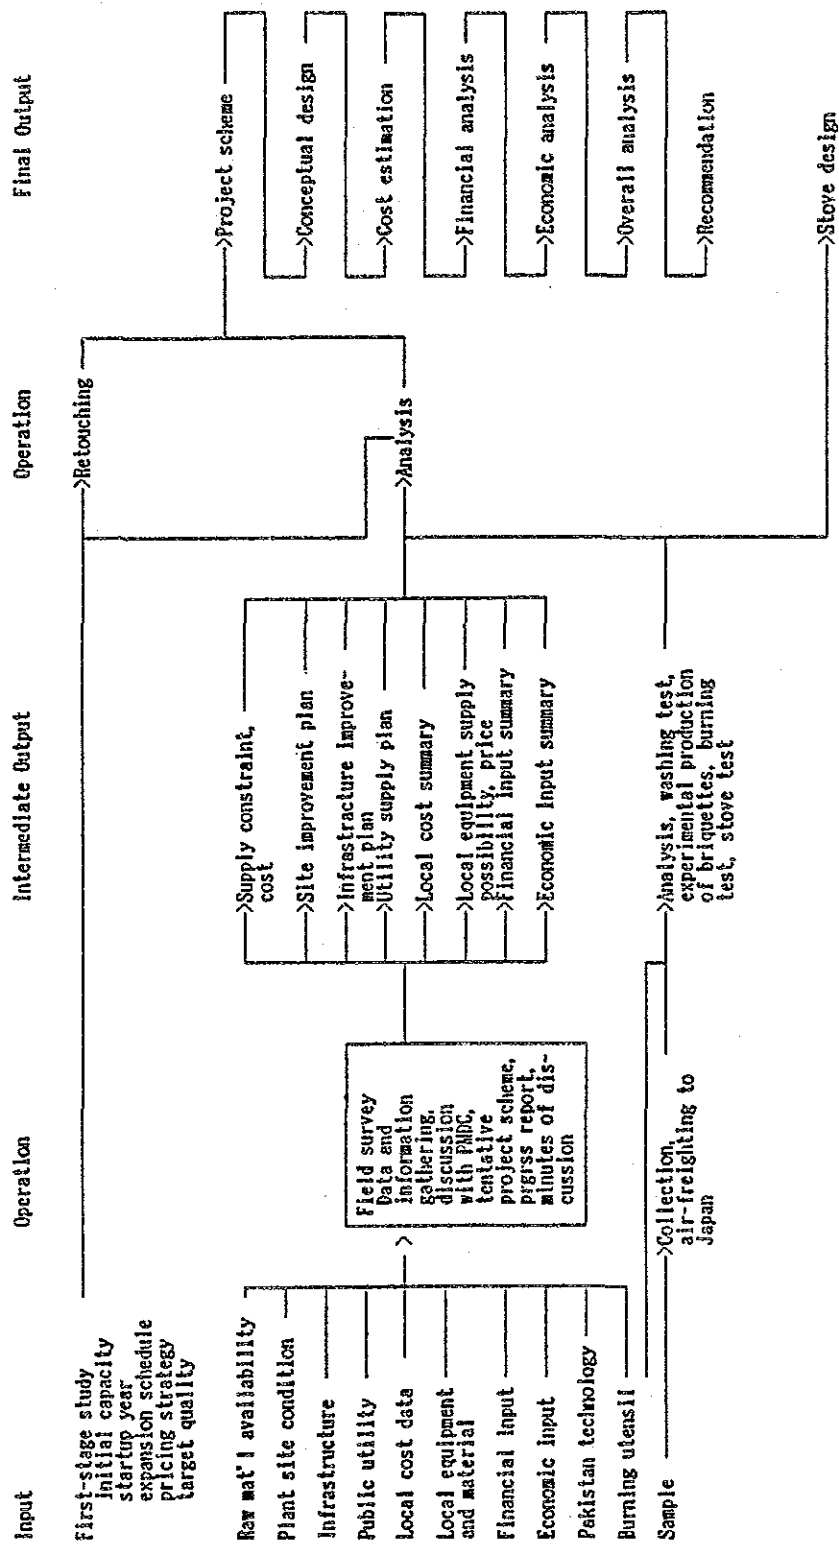 Input
Operation
Intermediate Output
Operation
Final Output
First-stage study
initial capacity
startup year
expansion schedule
pricing strategy
target quality
>Retouching
Raw mat'l availability
Plant site condition
Infrastructure
Public utility
Local cost data
Local equipment
and material
Financial input
Economic input
Pakistan technology
Burning utensil
Sample
>
Field survey
Data and
information
gathering,
discussion
with PMDC,
tentative
project scheme,
prgrss report,
minutes of dis-
cussion
>Collection,
air-freighting to
Japan
>Supply constraint,
cost
>Site improvement plan
>Infrastracture improve-
ment plan
>Utility supply plan
>Local cost summary
>Local equipment supply
possibility, price
>Financial input summary
>Economic input summary
>Analysis, washing test,
experimental production
of briquettes, burning
test, stove test
>Analysis
>Project scheme
>Conceptual design
>Cost estimation
>Financial analysis
>Economic analysis
>Overall analysis
>Recommendation
>Stove design